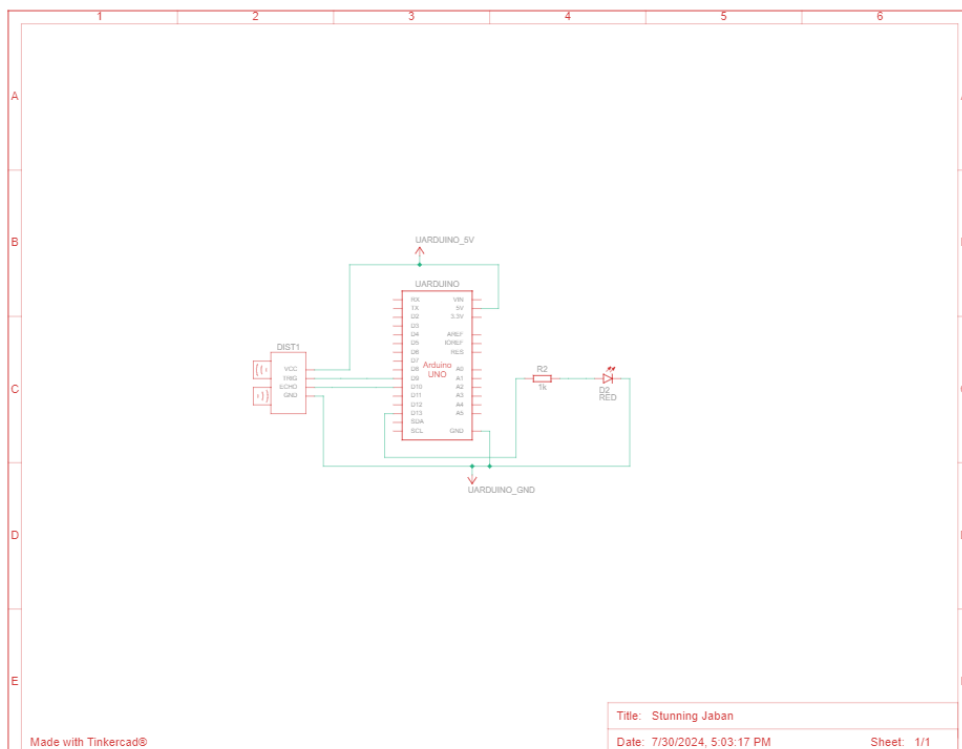 1 2 3 4 5 6
A
B
C
D
E
UARDUINO_5V
UARDUINO
RX VIN
TX 5V
D2 3.3V
D3
D4 AREF
D5 IOREF
D6 RES
D7
D8 A0
D9 A1
D10 A2
D11 A3
D12 A4
D13 A5
SDA
SCL GND
Arduino
UNO
DIST1
VCC
TRIG
ECHO
GND
R2
1k
D2
RED
UARDUINO_GND
Title: Stunning Jaban
Made with Tinkercad®
Date: 7/30/2024, 5:03:17 PM Sheet: 1/1